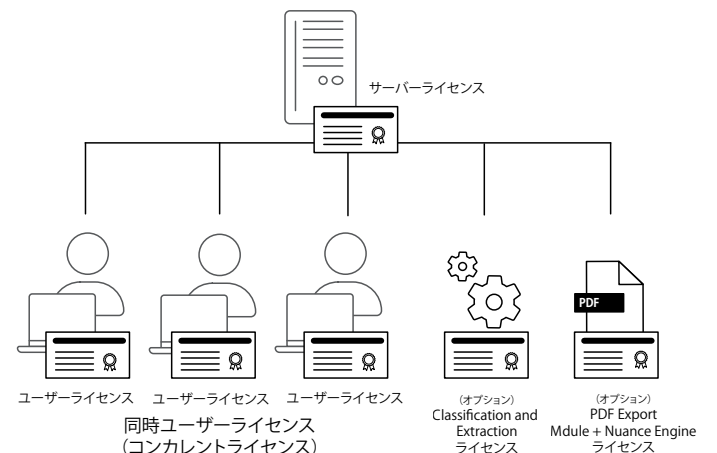 サーバーライセンス
PDF
ユーザーライセンス
ユーザーライセンス
ユーザーライセンス
同時ユーザーライセンス
（コンカレントライセンス）
（オプション）
Classification and
Extraction
ライセンス
（オプション）
PDF Export
Mdule + Nuance Engine
ライセンス